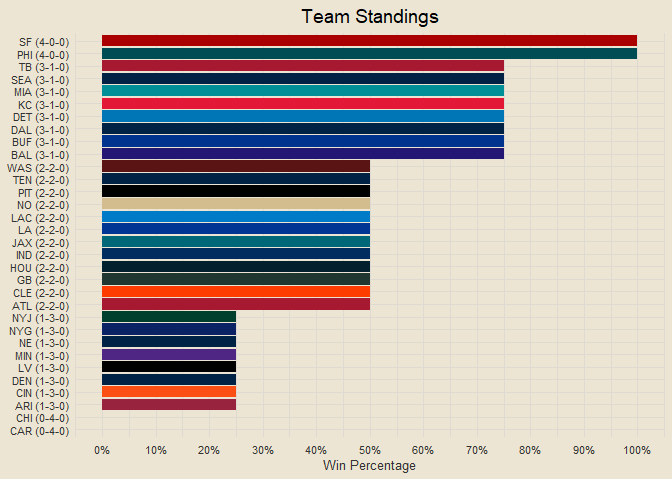 Team Standings
SF (4-0-0)
PHI (4-0-0)
TB (3-1-0)
SEA (3-1-0)
MIA (3-1-0)
KC (3-1-0)
DET (3-1-0)
DAL (3-1-0)
BUF (3-1-0)
BAL (3-1-0)
WAS (2-2-0)
TEN (2-2-0)
PIT (2-2-0)
NO (2-2-0)
LAC (2-2-0)
LA (2-2-0)
JAX (2-2-0)
IND (2-2-0)
HOU (2-2-0)
GB (2-2-0)
CLE (2-2-0)
ATL (2-2-0)
NYJ (1-3-0)
NYG (1-3-0)
NE (1-3-0)
MIN (1-3-0)
LV (1-3-0)
DEN (1-3-0)
CIN (1-3-0)
ARI (1-3-0)
CHI (0-4-0)
CAR (0-4-0)
0% 10% 20% 30% 40% 50% 60% 70% 80% 90% 100%
Win Percentage